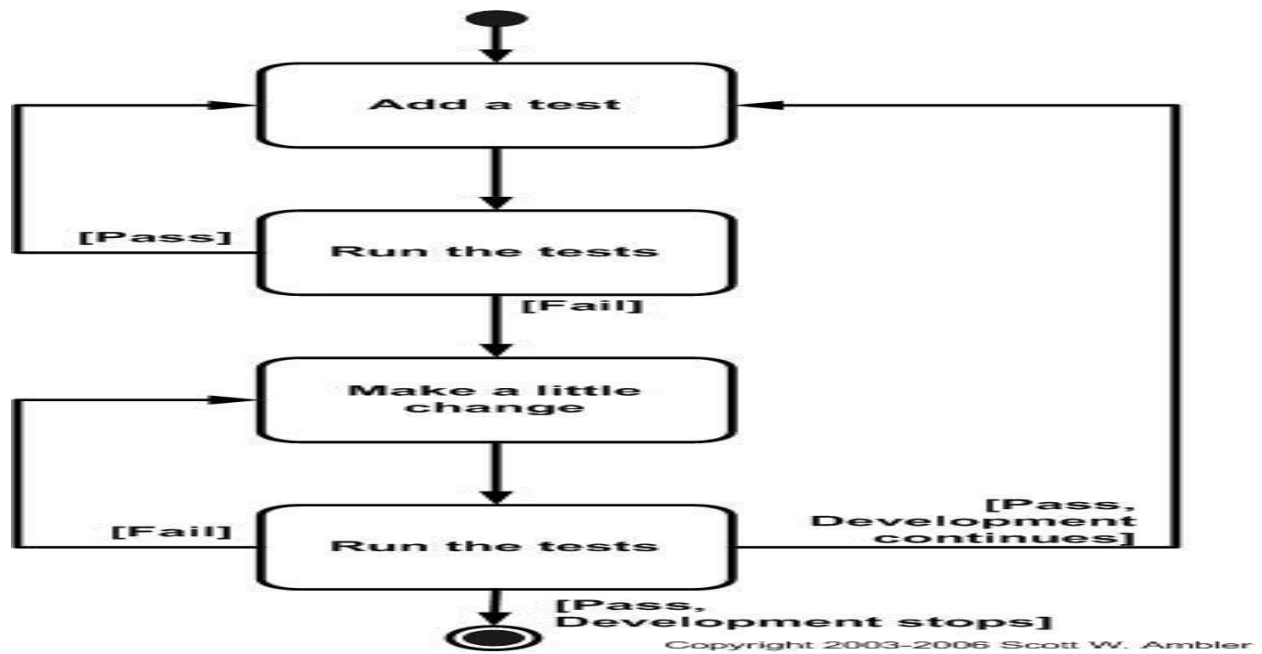 Add a test
[Pass]
Run the tests
[Fail]
Make a little
change
[Fail]
Run the tests
[Pass,
Development
continues]
[Pass,
Development stops]
Copyright 2003-2006 Scott W. Ambler